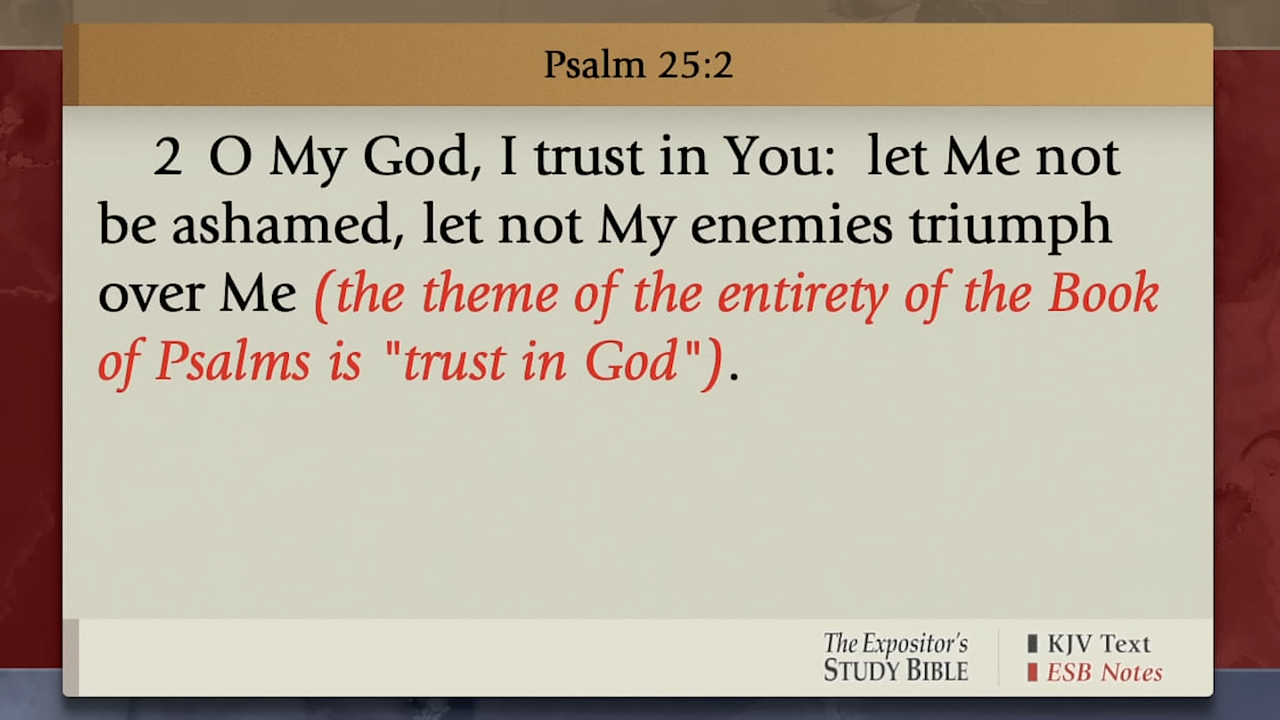 Psalm 25:2
2 O My God, I trust in You: let Me not
be ashamed, let not My enemies triumph
over Me (the theme of the entirety of the Book
of Psalms is "trust in God").
The Expositor's
STUDY BIBLE
KJV Text
ESB Notes